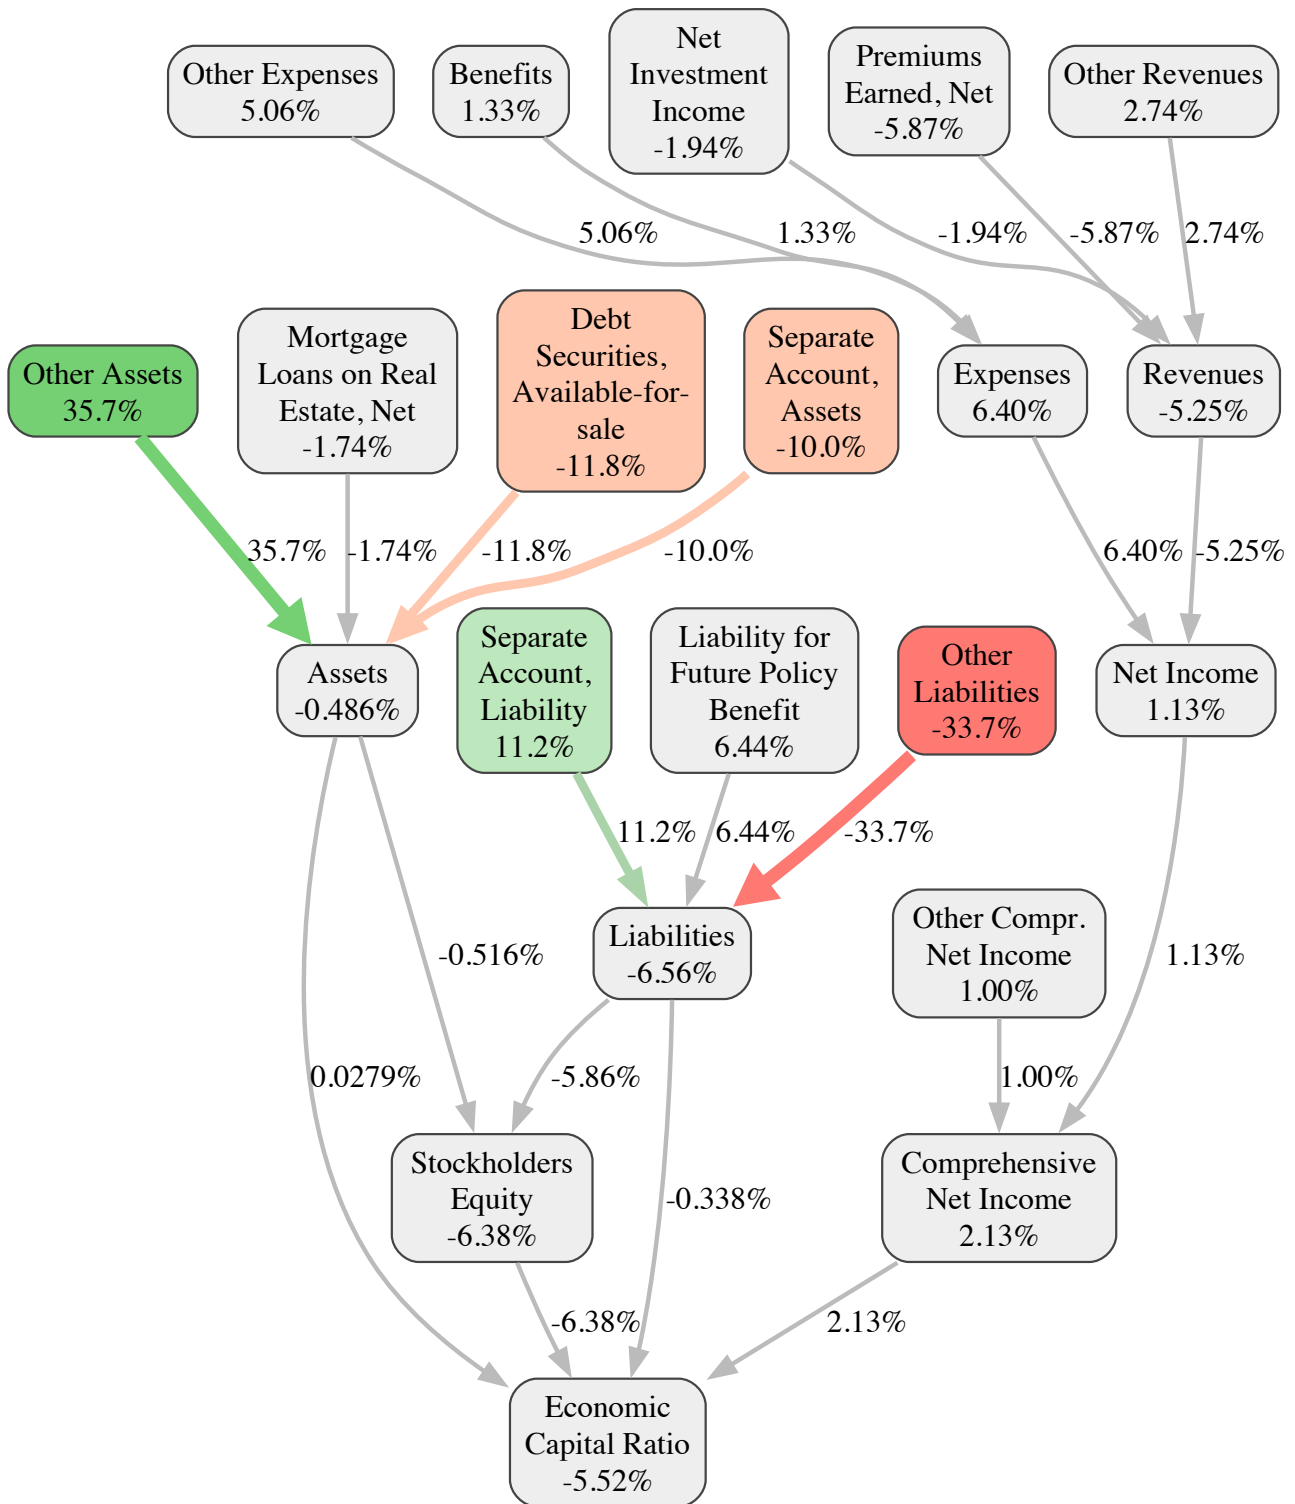 Other Expenses
5.06%
Benefits
1.33%
Net
Investment
Income
-1.94%
Premiums
Earned, Net
-5.87%
Other Revenues
2.74%
5.06%
1.33%
-1.94%
-5.87%
2.74%
Other Assets
35.7%
Mortgage
Loans on Real
Estate, Net
-1.74%
Debt
Securities,
Available-for-
sale
-11.8%
Separate
Account,
Assets
-10.0%
Expenses
6.40%
Revenues
-5.25%
35.7%
-1.74%
-11.8%
-10.0%
6.40%
-5.25%
Assets
-0.486%
Separate
Account,
Liability
11.2%
Liability for
Future Policy
Benefit
6.44%
Other
Liabilities
-33.7%
Net Income
1.13%
11.2%
6.44%
-33.7%
Liabilities
-6.56%
Other Compr.
Net Income
1.00%
-0.516%
1.13%
0.0279%
-5.86%
1.00%
Stockholders
Equity
-6.38%
-0.338%
Comprehensive
Net Income
2.13%
-6.38%
2.13%
Economic
Capital Ratio
-5.52%